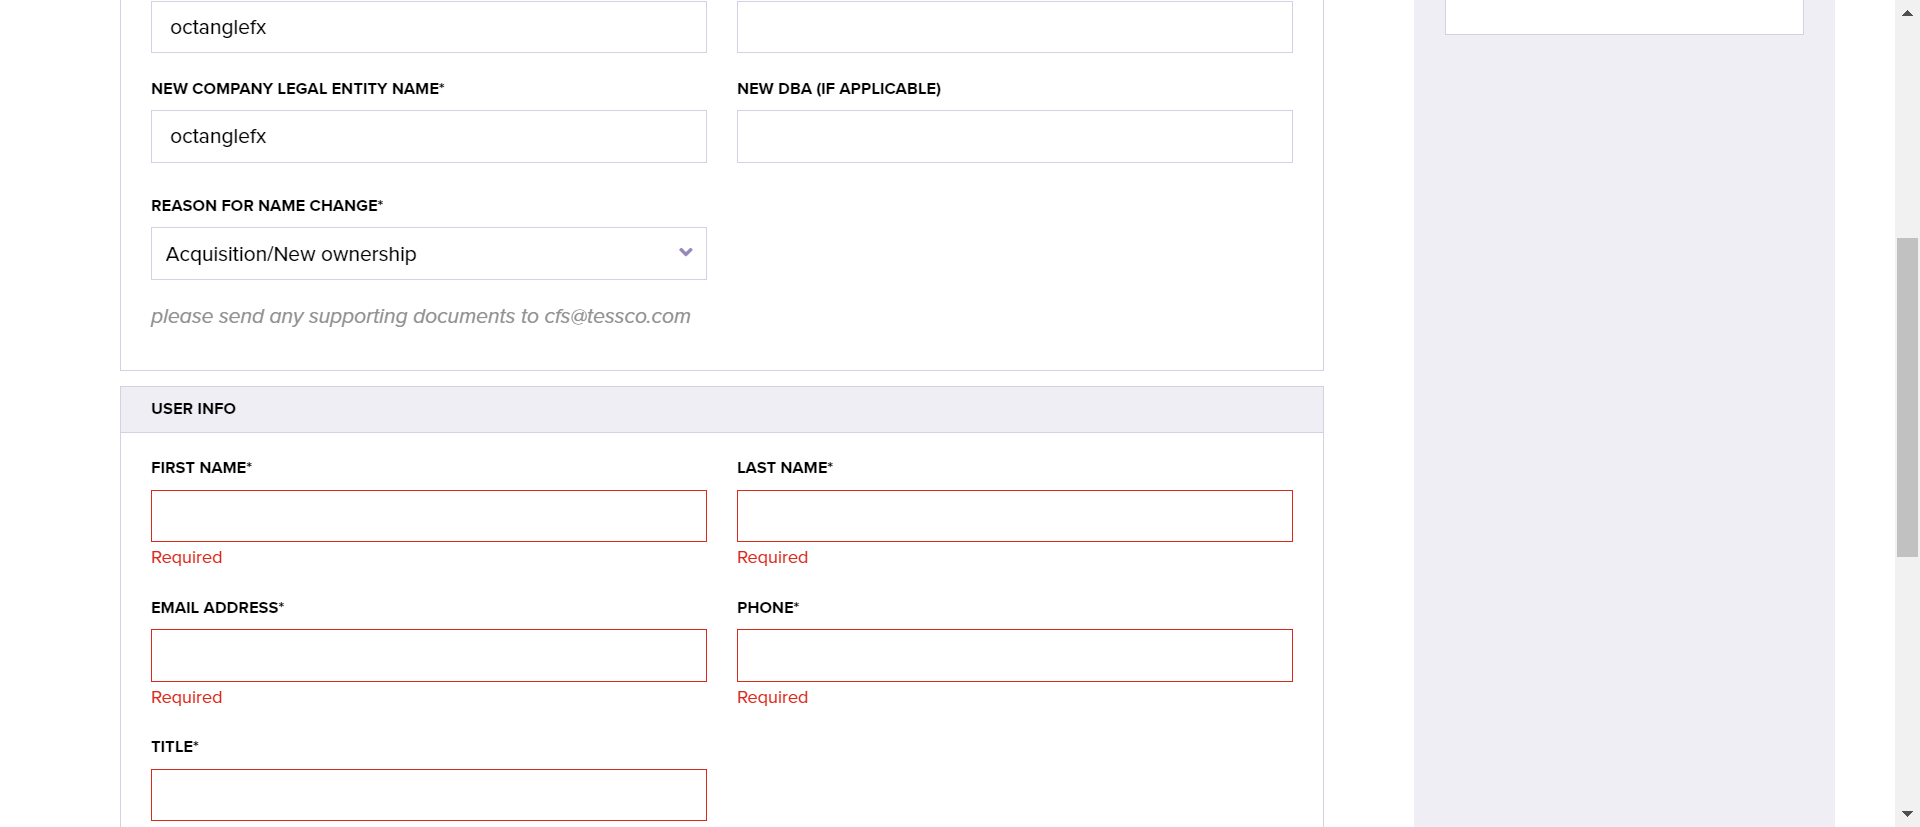 octanglefx
NEW COMPANY LEGAL ENTITY NAME*
NEW DBA (IF APPLICABLE)
octanglefx
REASON FOR NAME CHANGE*
Acquisition/New ownership
please send any supporting documents to cfs@tessco.com
USER INFO
FIRST NAME*
LAST NAME*
Required
Required
EMAIL ADDRESS*
PHONE*
Required
Required
TITLE*